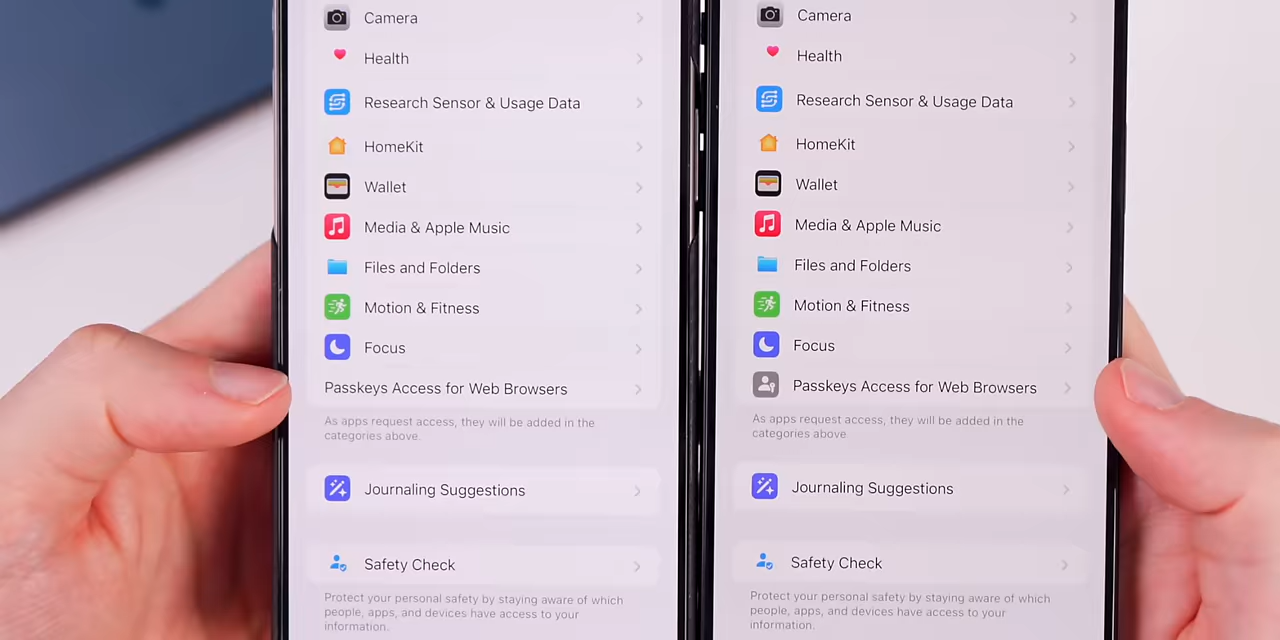 Camera
Health
Research Sensor & Usage Data
HomeKit
Wallet
Media & Apple Music
Files and Folders
Motion & Fitness
Focus
Passkeys Access for Web Browsers
As apps request access, they will be added in the
categories above.
Journaling Suggestions
Safety Check
Protect your personal safety by staying aware of which
people, apps, and devices have access to your
information.
Camera
Health
Research Sensor & Usage Data
HomeKit
Wallet
Media & Apple Music
Files and Folders
Motion & Fitness
Focus
Passkeys Access for Web Browsers
As apps request access, they will be added in the
categories above
Journaling Suggestions
Safety Check
Protect your personal safety by staying aware of which
people, apps, and devices have access to your
information.